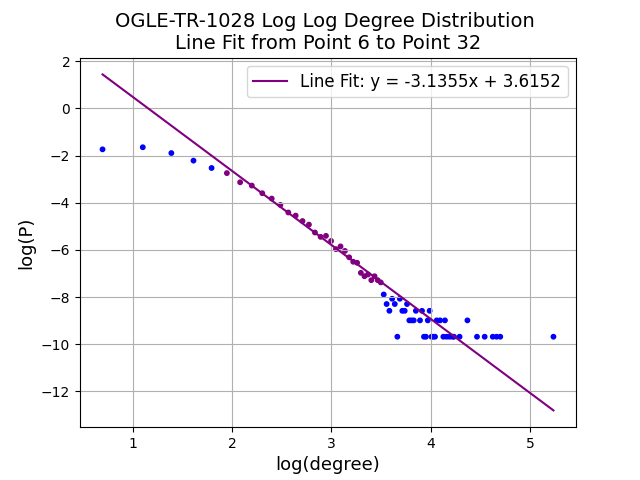 OGLE-TR-1028 Log Log Degree Distribution
Line Fit from Point 6 to Point 32
Line Fit: y = -3.1355x + 3.6152
log(P)
2
0
−2
−4
−6
−8
−10
−12
1 2 3 4 5
log(degree)